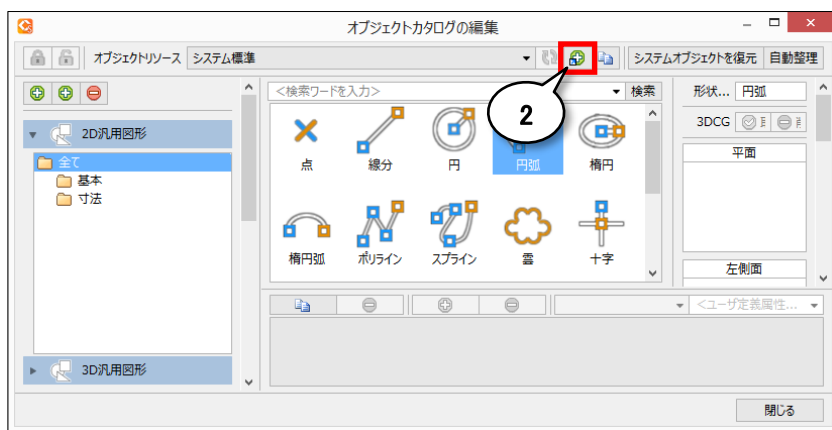 オブジェクトカタログの編集
オブジェクトリソース システム標準 システムオブジェクトを復元 自動整理
2
<検索ワードを入力> 検索 形状... 円弧
2D汎用図形
3DCG
全て
基本
寸法
点 線分 円 円弧 楕円
平面
楕円弧 ポリライン スプライン 雲 十字
左側面
<ユーザ定義属性...
3D汎用図形
閉じる